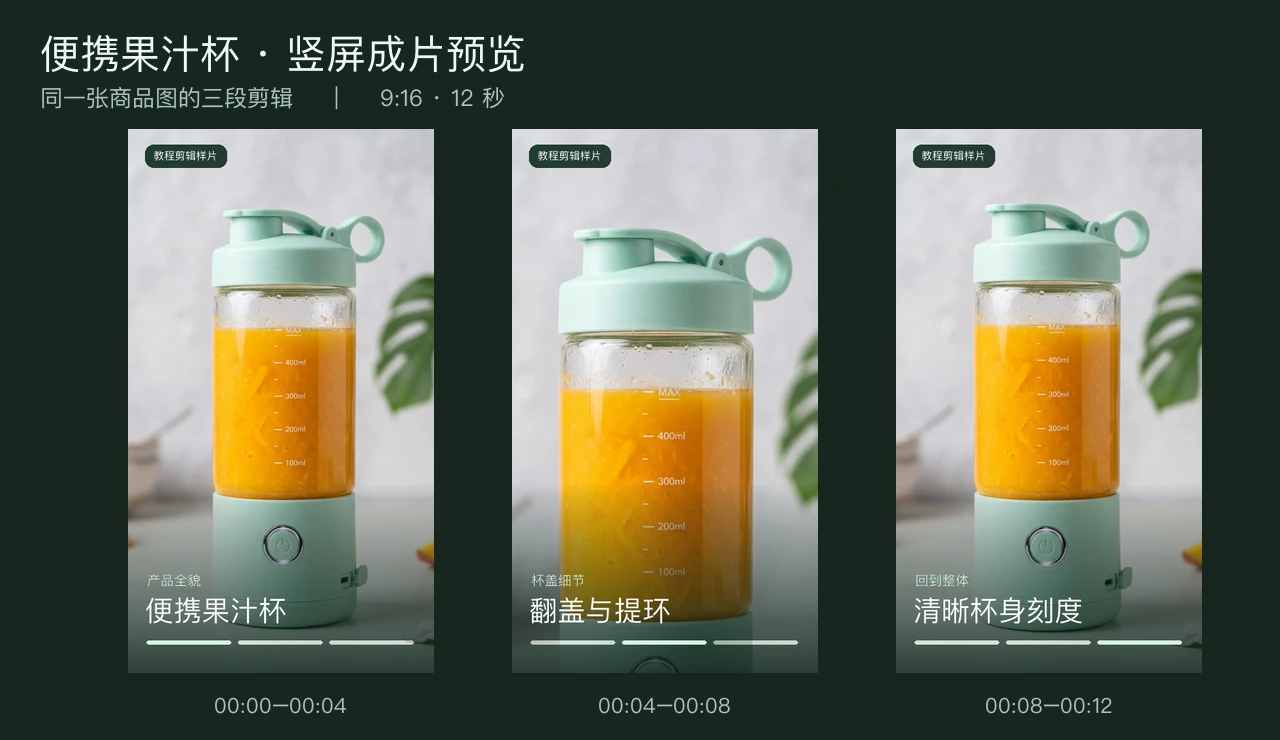 便携果汁杯 · 竖屏成片预览
同一张商品图的三段剪辑 | 9:16 · 12 秒
教程剪辑样片
MAX
400ml
300ml
200ml
100ml
产品全貌
便携果汁杯
00:00—00:04
教程剪辑样片
MAX
400ml
300ml
200ml
100ml
杯盖细节
翻盖与提环
00:04—00:08
教程剪辑样片
MAX
400ml
300ml
200ml
100ml
回到整体
清晰杯身刻度
00:08—00:12